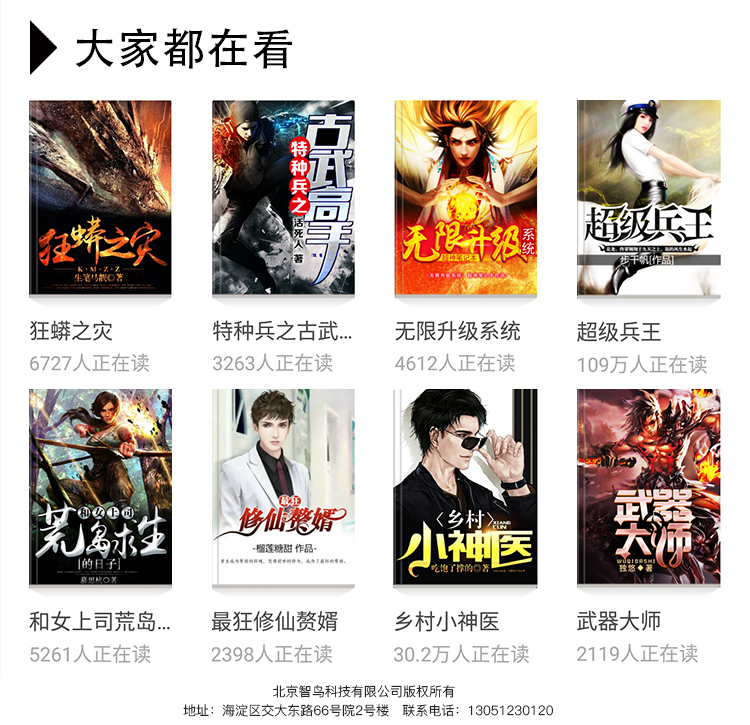 大家都在看
狂蟒之灾
K·M·Z·Z
生笔马靓◎著
古武高手
特种兵之
活死人 著
无限升级系统
超级兵王
步千帆[作品]
狂蟒之灾
6727人正在读
特种兵之古武...
3263人正在读
无限升级系统
4612人正在读
超级兵王
109万人正在读
和女上司
荒岛求生
[的日子]
慕思杭◎著
最狂
修仙赘婿
-榴莲糖甜 作品-
〈乡村〉
XIANG CUN
小神医
吃饱了撑的◎著
武器大师
WUQIDASHI
独悠◆著
和女上司荒岛...
5261人正在读
最狂修仙赘婿
2398人正在读
乡村小神医
30.2万人正在读
武器大师
2119人正在读
北京智鸟科技有限公司版权所有
地址：海淀区交大东路66号院2号楼 联系电话：13051230120